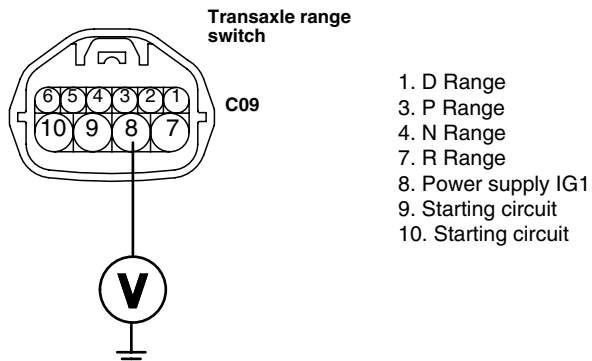 Transaxle range
switch
C09
6 5 4 3 2 1
10 9 8 7
V
1. D Range
3. P Range
4. N Range
7. R Range
8. Power supply IG1
9. Starting circuit
10. Starting circuit